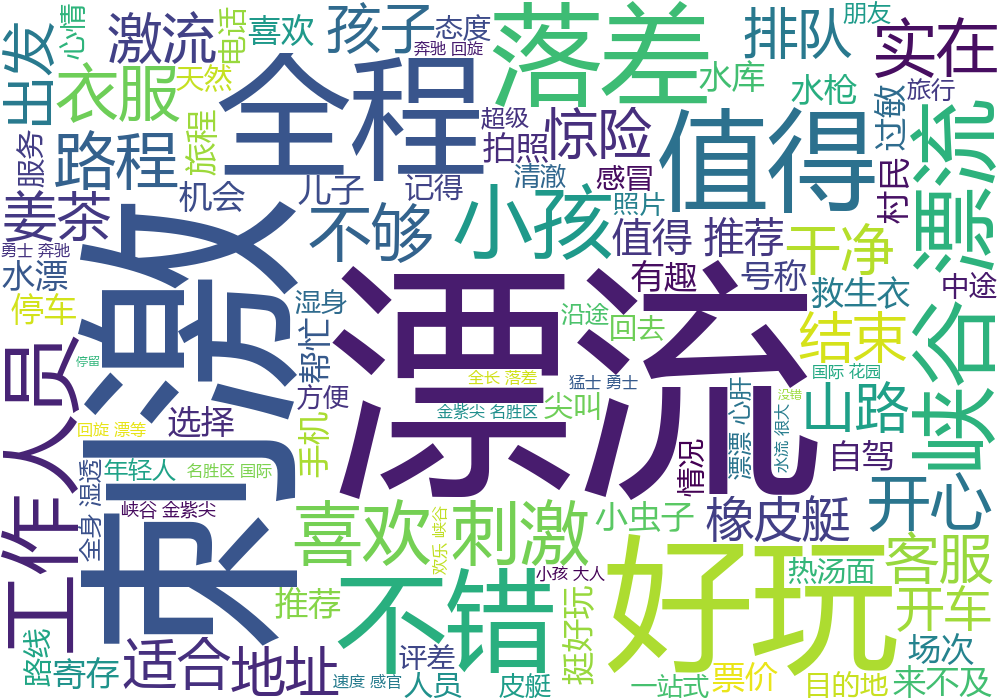 心情
激流
电话
喜欢
孩子
态度
奔驰 回旋
落差
排队
朋友
实在
出发
衣服
天然
全程
水库
水枪
旅行
服务
路程
旅程
超级
拍照
惊险
值得
过敏
漂流
姜茶
机会
儿子
记得
清澈
感冒
照片
村民
勇士 奔驰
不够
小孩
值得 推荐
干净
水漂
刺激
有趣
号称
中途
停车
湿身
沿途
回去
救生衣
工作人员
停留
帮忙
漂流
结束
峡谷
国际 花园
方便
全长 落差
猛士 勇士
没错
选择
金紫尖 名胜区
尖叫
漂漂 心肝
山路
回旋 漂等
手机
水流 很大
自驾
全身 湿透
年轻人
名胜区 国际
情况
峡谷 金紫尖
喜欢
欢乐 峡谷
刺激
小虫子
橡皮艇
开心
不错
小孩 大人
好玩
热汤面
客服
推荐
挺好玩
开车
路线
寄存
适合
地址
评差
场次
速度 感官
人员
皮艇
一站式
票价
目的地
来不及